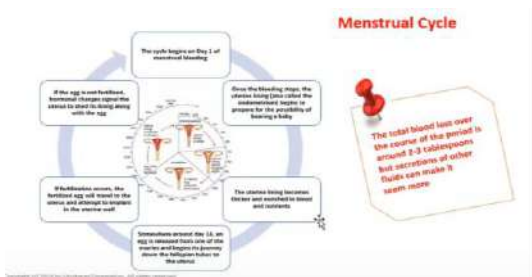 Menstrual Cycle
The cycle begins on Day 1 of
menstrual bleeding
Once the bleeding stops, the
uterine lining (also called the
endometrium) begins to
prepare for the possibility of
bearing a baby
The uterine lining becomes
thicker and enriched in blood
and nutrients
Somewhere around day 14, an
egg is released from one of the
ovaries and begins its journey
down the fallopian tubes to
the uterus
If fertilization occurs, the
fertilized egg will travel to the
uterus and attempt to implant
in the uterine wall
If the egg is not fertilized,
hormonal changes signal the
uterus to shed its lining along
with the egg
The total blood loss over
the course of the period is
around 2-3 tablespoons
but secretions of other
fluids can make it
seem more